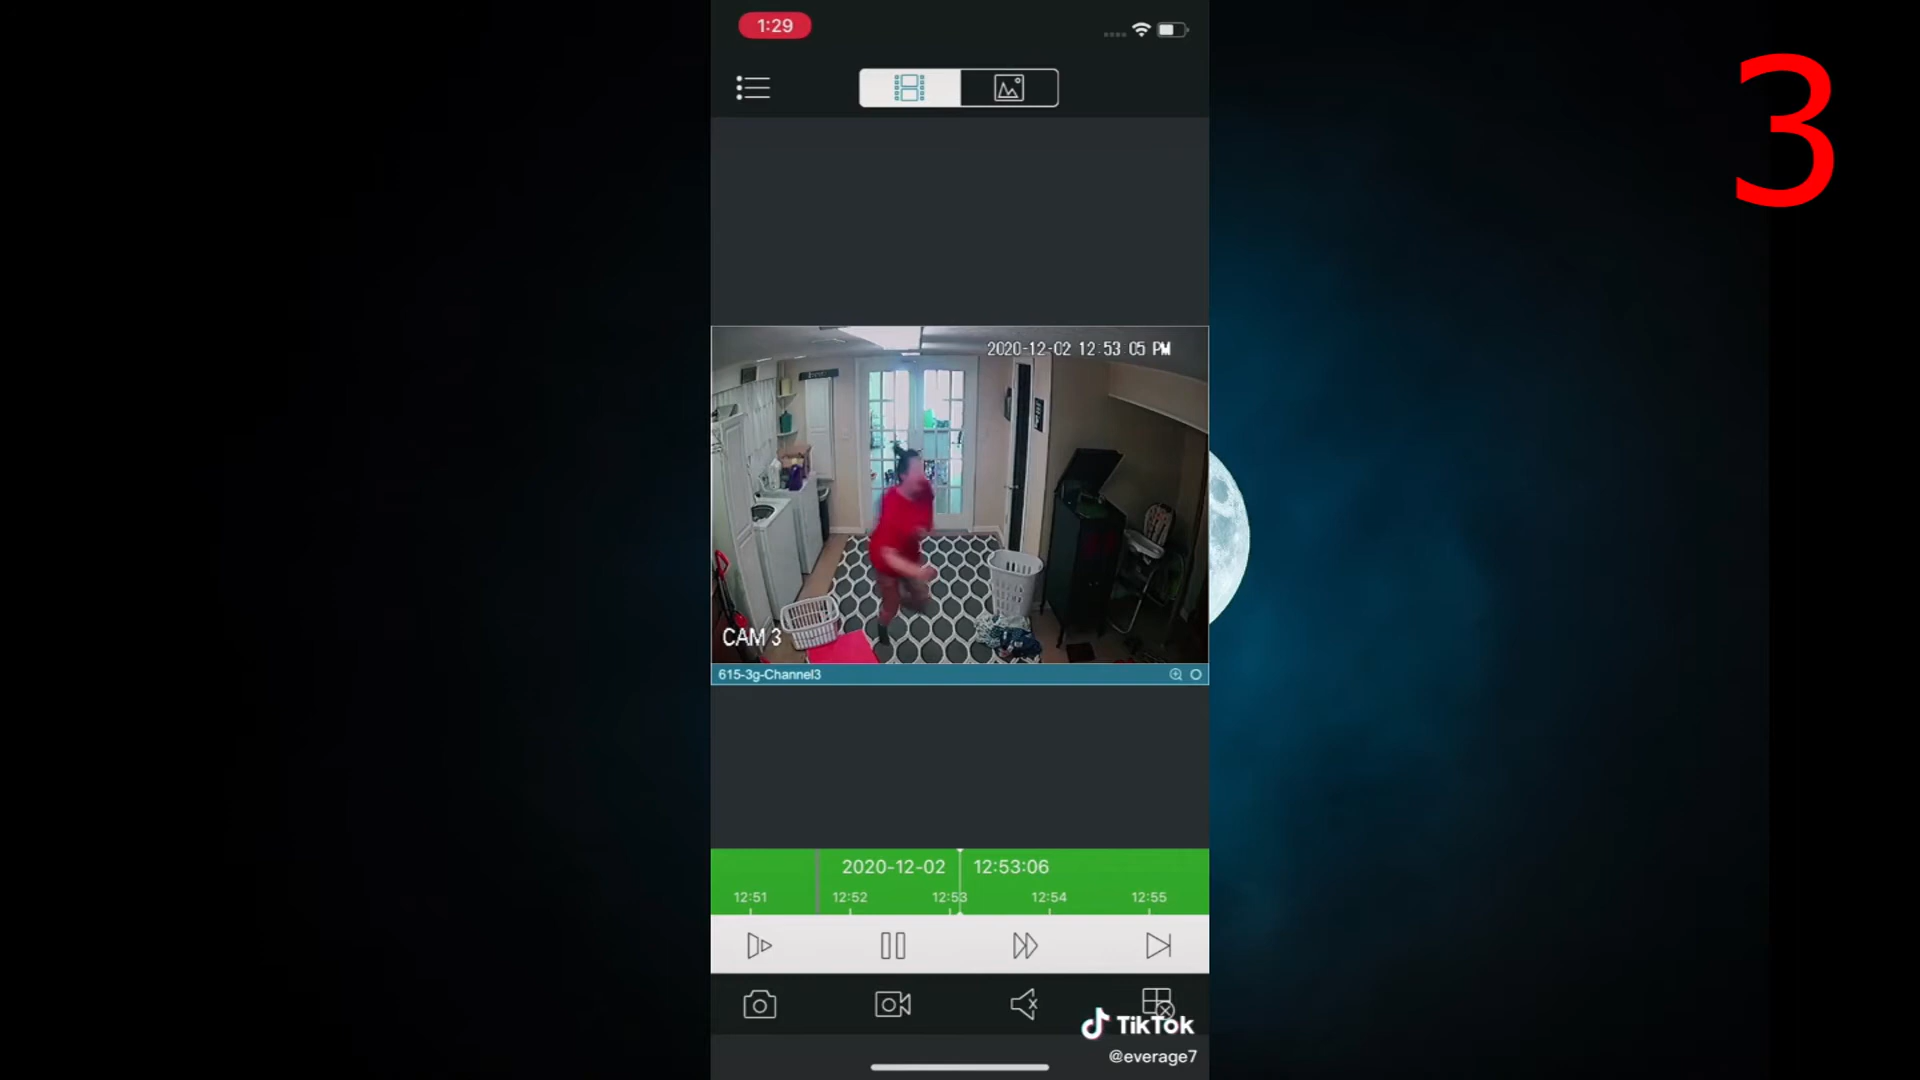 1:29
3
2020-12-02 12:53 05 PM
CAM 3
615-3g-Channel3
2020-12-02 12:53:06
12:51 12:52 12:53 12:54 12:55
TikTok
@everage7